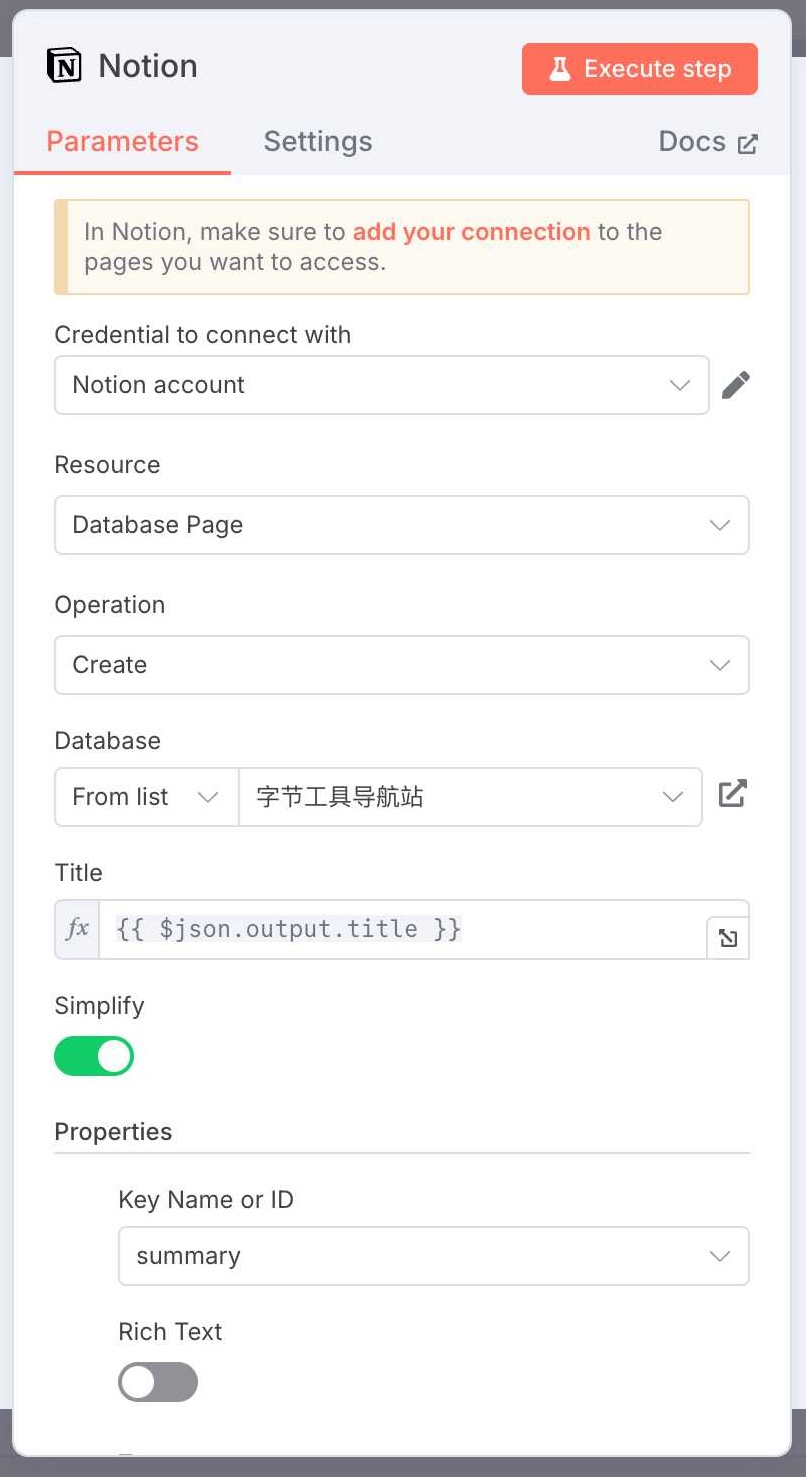 Notion
Execute step
Parameters
Settings
Docs
In Notion, make sure to add your connection to the
pages you want to access.
Credential to connect with
Notion account
Resource
Database Page
Operation
Create
Database
From list
字节工具导航站
Title
fx
{{ $json.output.title }}
Simplify
Properties
Key Name or ID
summary
Rich Text